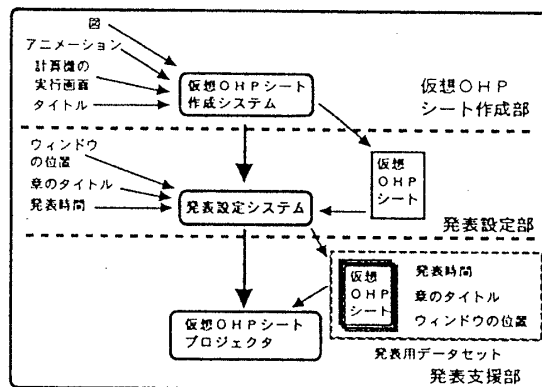 図
アニメーション
計算機の
実行画面
タイトル
仮想OHPシート
作成システム
仮想OHP
シート作成部
ウィンドウ
の位置
章のタイトル
発表時間
仮想
OHP
シート
発表設定システム
発表設定部
仮想
OHP
シート
発表時間
章のタイトル
ウィンドウの位置
仮想OHPシート
プロジェクタ
発表用データセット
発表支援部